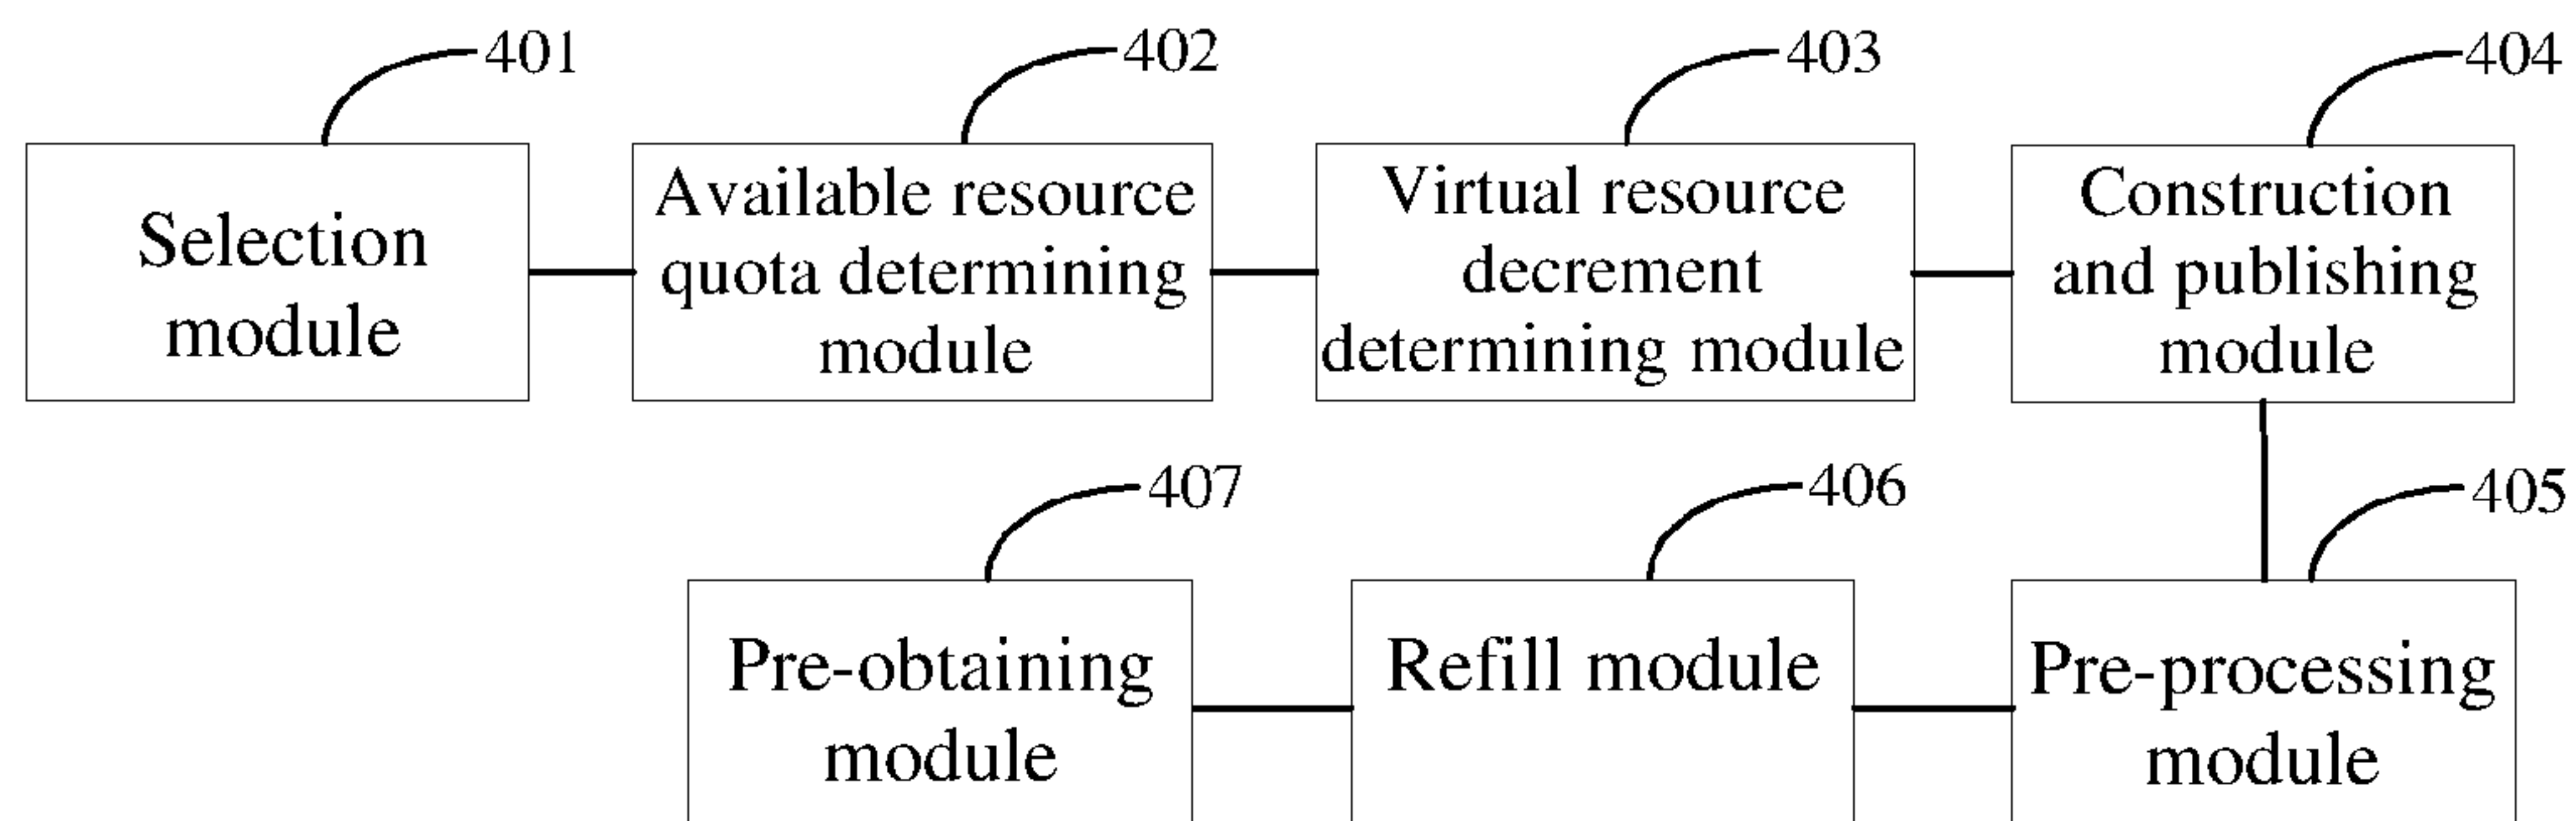 401
402
403
404
Selection
module
Available resource
quota determining
module
Virtual resource
decrement
determining module
Construction
and publishing
module
407
406
405
Pre-obtaining
module
Refill module
Pre-processing
module